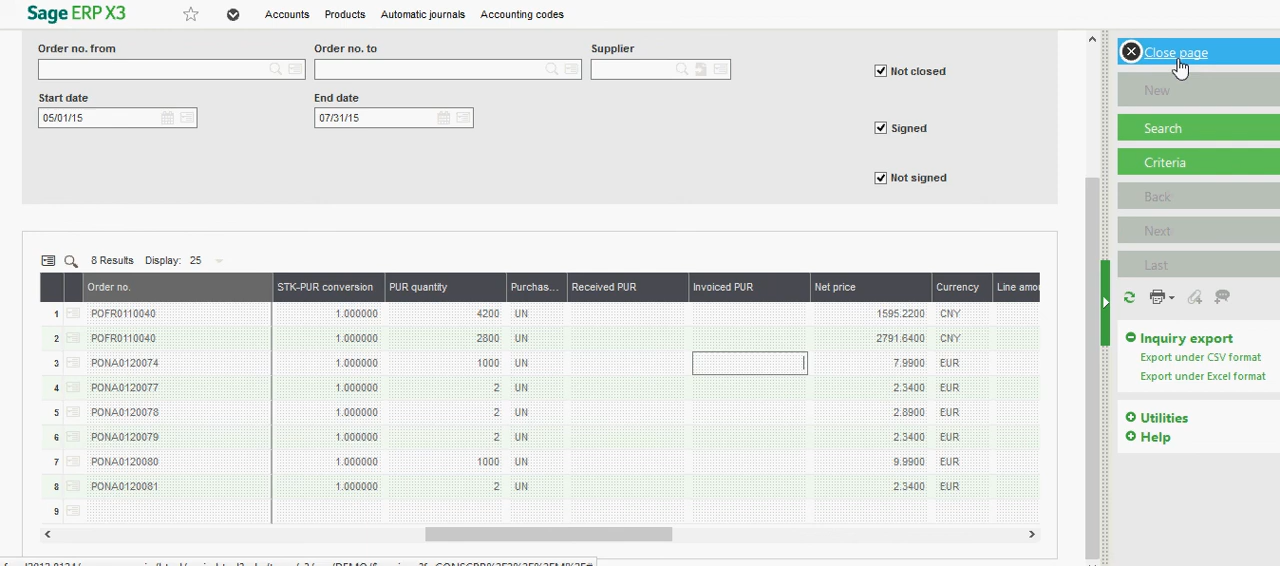 Sage ERP X3
Accounts Products Automatic journals Accounting codes
Order no. from Order no. to Supplier
Not closed
Start date End date
05/01/15 07/31/15
Signed
Not signed
8 Results Display: 25
Order no. STK-PUR conversion PUR quantity Purchas... Received PUR Invoiced PUR Net price Currency Line amo
1 POFR0110040 1.000000 4200 UN 1595.2200 CNY
2 POFR0110040 1.000000 2800 UN 2791.6400 CNY
3 PONA0120074 1.000000 1000 UN 7.9900 EUR
4 PONA0120077 1.000000 2 UN 2.3400 EUR
5 PONA0120078 1.000000 2 UN 2.8900 EUR
6 PONA0120079 1.000000 2 UN 2.3400 EUR
7 PONA0120080 1.000000 1000 UN 9.9900 EUR
8 PONA0120081 1.000000 2 UN 2.3400 EUR
9
Close page
New
Search
Criteria
Back
Next
Last
Inquiry export
Export under CSV format
Export under Excel format
Utilities
Help